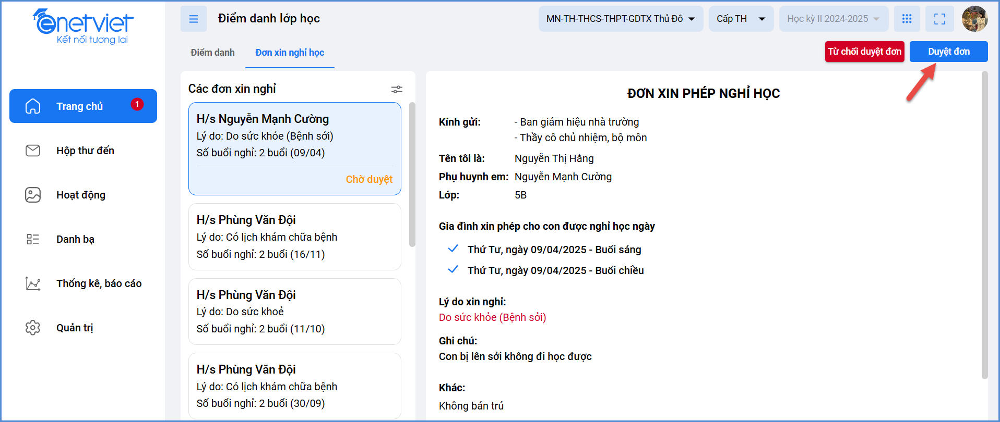 enetviet
Kết nối tương lai
Trang chủ
1
Hộp thư đến
Hoạt động
Danh bạ
Thống kê, báo cáo
Quản trị
Điểm danh lớp học
MN-TH-THCS-THPT-GDTX Thủ Đô
Cấp TH
Học kỳ II 2024-2025
Điểm danh
Đơn xin nghỉ học
Từ chối duyệt đơn
Duyệt đơn
Các đơn xin nghỉ
H/s Nguyễn Mạnh Cường
Lý do: Do sức khỏe (Bệnh sởi)
Số buổi nghỉ: 2 buổi (09/04)
Chờ duyệt
H/s Phùng Văn Đội
Lý do: Có lịch khám chữa bệnh
Số buổi nghỉ: 2 buổi (16/11)
H/s Phùng Văn Đội
Lý do: Do sức khoẻ
Số buổi nghỉ: 2 buổi (11/10)
H/s Phùng Văn Đội
Lý do: Có lịch khám chữa bệnh
Số buổi nghỉ: 2 buổi (30/09)
ĐƠN XIN PHÉP NGHỈ HỌC
Kính gửi: - Ban giám hiệu nhà trường
- Thầy cô chủ nhiệm, bộ môn
Tên tôi là: Nguyễn Thị Hằng
Phụ huynh em: Nguyễn Mạnh Cường
Lớp: 5B
Gia đình xin phép cho con được nghỉ học ngày
Thứ Tư, ngày 09/04/2025 - Buổi sáng
Thứ Tư, ngày 09/04/2025 - Buổi chiều
Lý do xin nghỉ:
Do sức khỏe (Bệnh sởi)
Ghi chú:
Con bị lên sởi không đi học được
Khác:
Không bán trú